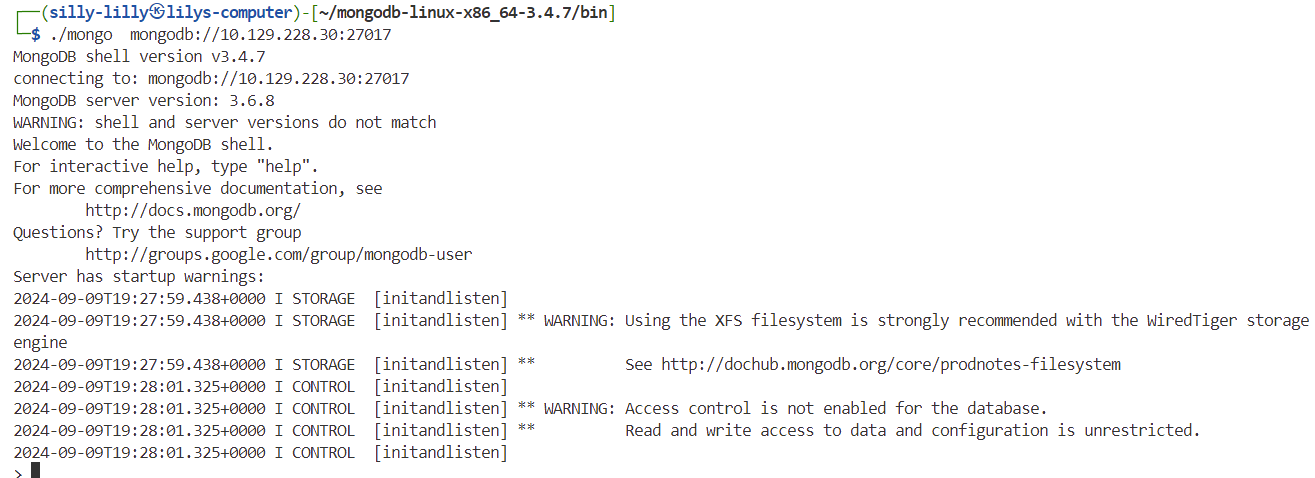 ┌──(silly-lilly㉿lilys-computer)-[~/mongodb-linux-x86_64-3.4.7/bin]
└─$ ./mongo  mongodb://10.129.228.30:27017
MongoDB shell version v3.4.7
connecting to: mongodb://10.129.228.30:27017
MongoDB server version: 3.6.8
WARNING: shell and server versions do not match
Welcome to the MongoDB shell.
For interactive help, type "help".
For more comprehensive documentation, see
        http://docs.mongodb.org/
Questions? Try the support group
        http://groups.google.com/group/mongodb-user
Server has startup warnings:
2024-09-09T19:27:59.438+0000 I STORAGE  [initandlisten]
2024-09-09T19:27:59.438+0000 I STORAGE  [initandlisten] ** WARNING: Using the XFS filesystem is strongly recommended with the WiredTiger storage
engine
2024-09-09T19:27:59.438+0000 I STORAGE  [initandlisten] **          See http://dochub.mongodb.org/core/prodnotes-filesystem
2024-09-09T19:28:01.325+0000 I CONTROL  [initandlisten]
2024-09-09T19:28:01.325+0000 I CONTROL  [initandlisten] ** WARNING: Access control is not enabled for the database.
2024-09-09T19:28:01.325+0000 I CONTROL  [initandlisten] **          Read and write access to data and configuration is unrestricted.
2024-09-09T19:28:01.325+0000 I CONTROL  [initandlisten]
>